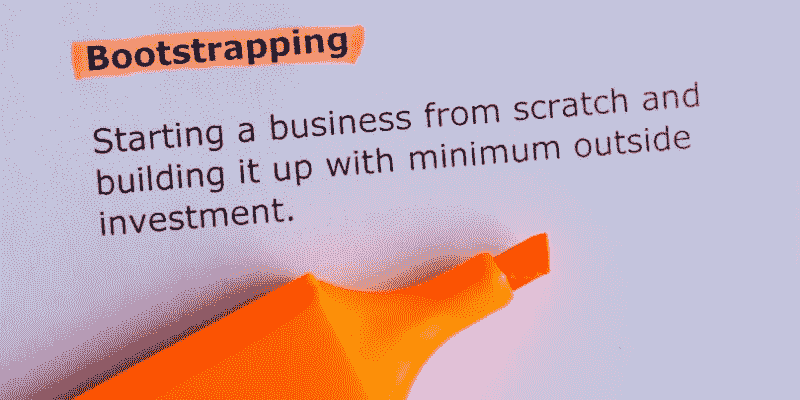 Bootstrapping
Starting a business from scratch and
building it up with minimum outside
investment.